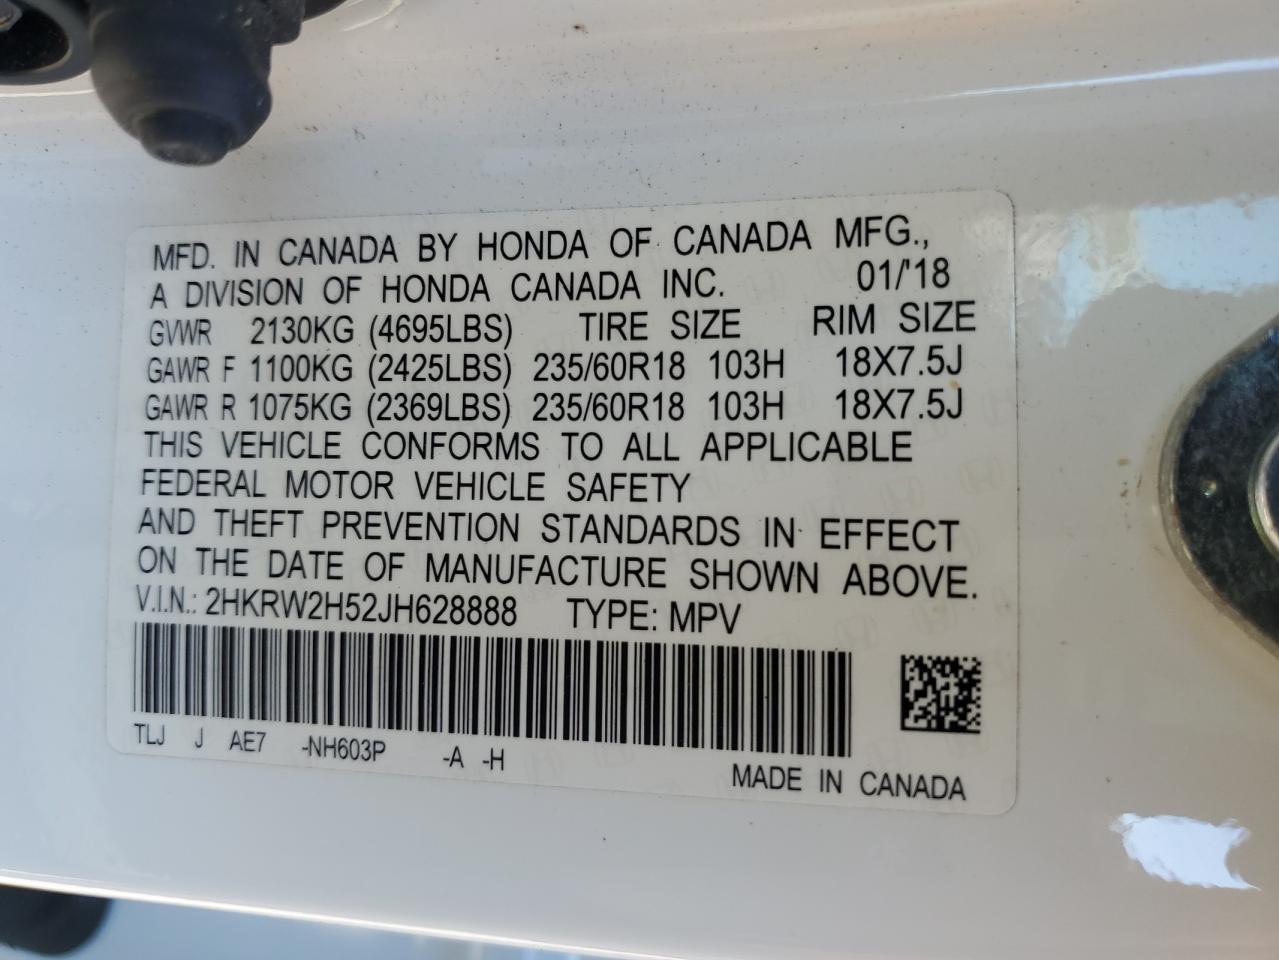 MFD. IN CANADA BY HONDA OF CANADA MFG.,
A DIVISION OF HONDA CANADA INC. 01/'18
GVWR 2130KG (4695LBS) TIRE SIZE RIM SIZE
GAWR F 1100KG (2425LBS) 235/60R18 103H 18X7.5J
GAWR R 1075KG (2369LBS) 235/60R18 103H 18X7.5J
THIS VEHICLE CONFORMS TO ALL APPLICABLE
FEDERAL MOTOR VEHICLE SAFETY
AND THEFT PREVENTION STANDARDS IN EFFECT
ON THE DATE OF MANUFACTURE SHOWN ABOVE.
V.I.N.: 2HKRW2H52JH628888 TYPE: MPV
TLJ J AE7 -NH603P -A -H
MADE IN CANADA